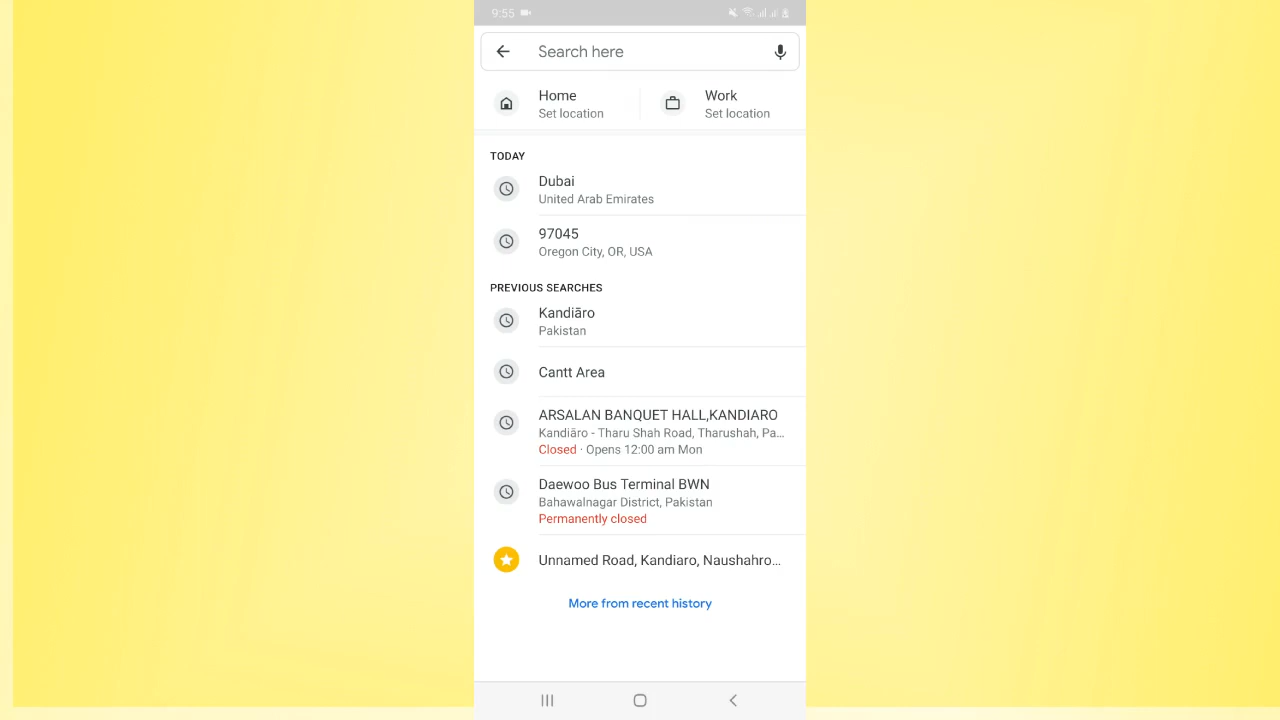 9:55
Search here
Home
Set location
Work
Set location
TODAY
Dubai
United Arab Emirates
97045
Oregon City, OR, USA
PREVIOUS SEARCHES
Kandiāro
Pakistan
Cantt Area
ARSALAN BANQUET HALL,KANDIARO
Kandiāro - Tharu Shah Road, Tharushah, Pa...
Closed · Opens 12:00 am Mon
Daewoo Bus Terminal BWN
Bahawalnagar District, Pakistan
Permanently closed
Unnamed Road, Kandiaro, Naushahro...
More from recent history